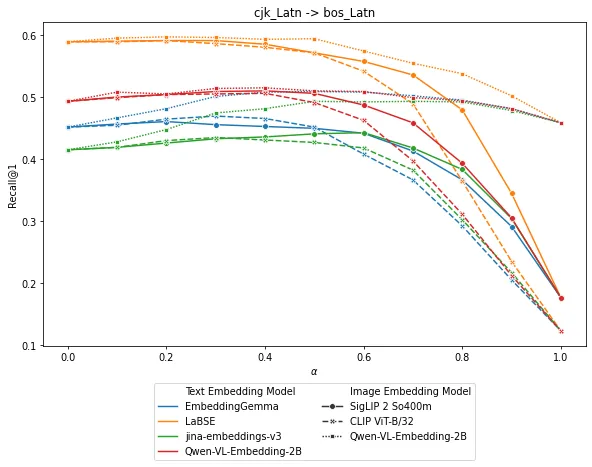 cjk_Latn -> bos_Latn
Recall@1
0.6
0.5
0.4
0.3
0.2
0.1
0.0 0.2 0.4 0.6 0.8 1.0
α
Text Embedding Model Image Embedding Model
EmbeddingGemma SigLIP 2 So400m
LaBSE CLIP ViT-B/32
jina-embeddings-v3 Qwen-VL-Embedding-2B
Qwen-VL-Embedding-2B